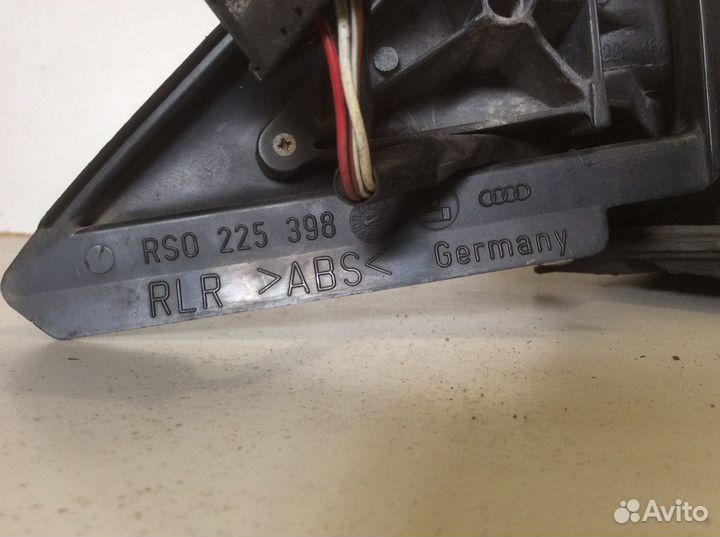 RSO 225 398
RLR >ABS< Germany
Avito